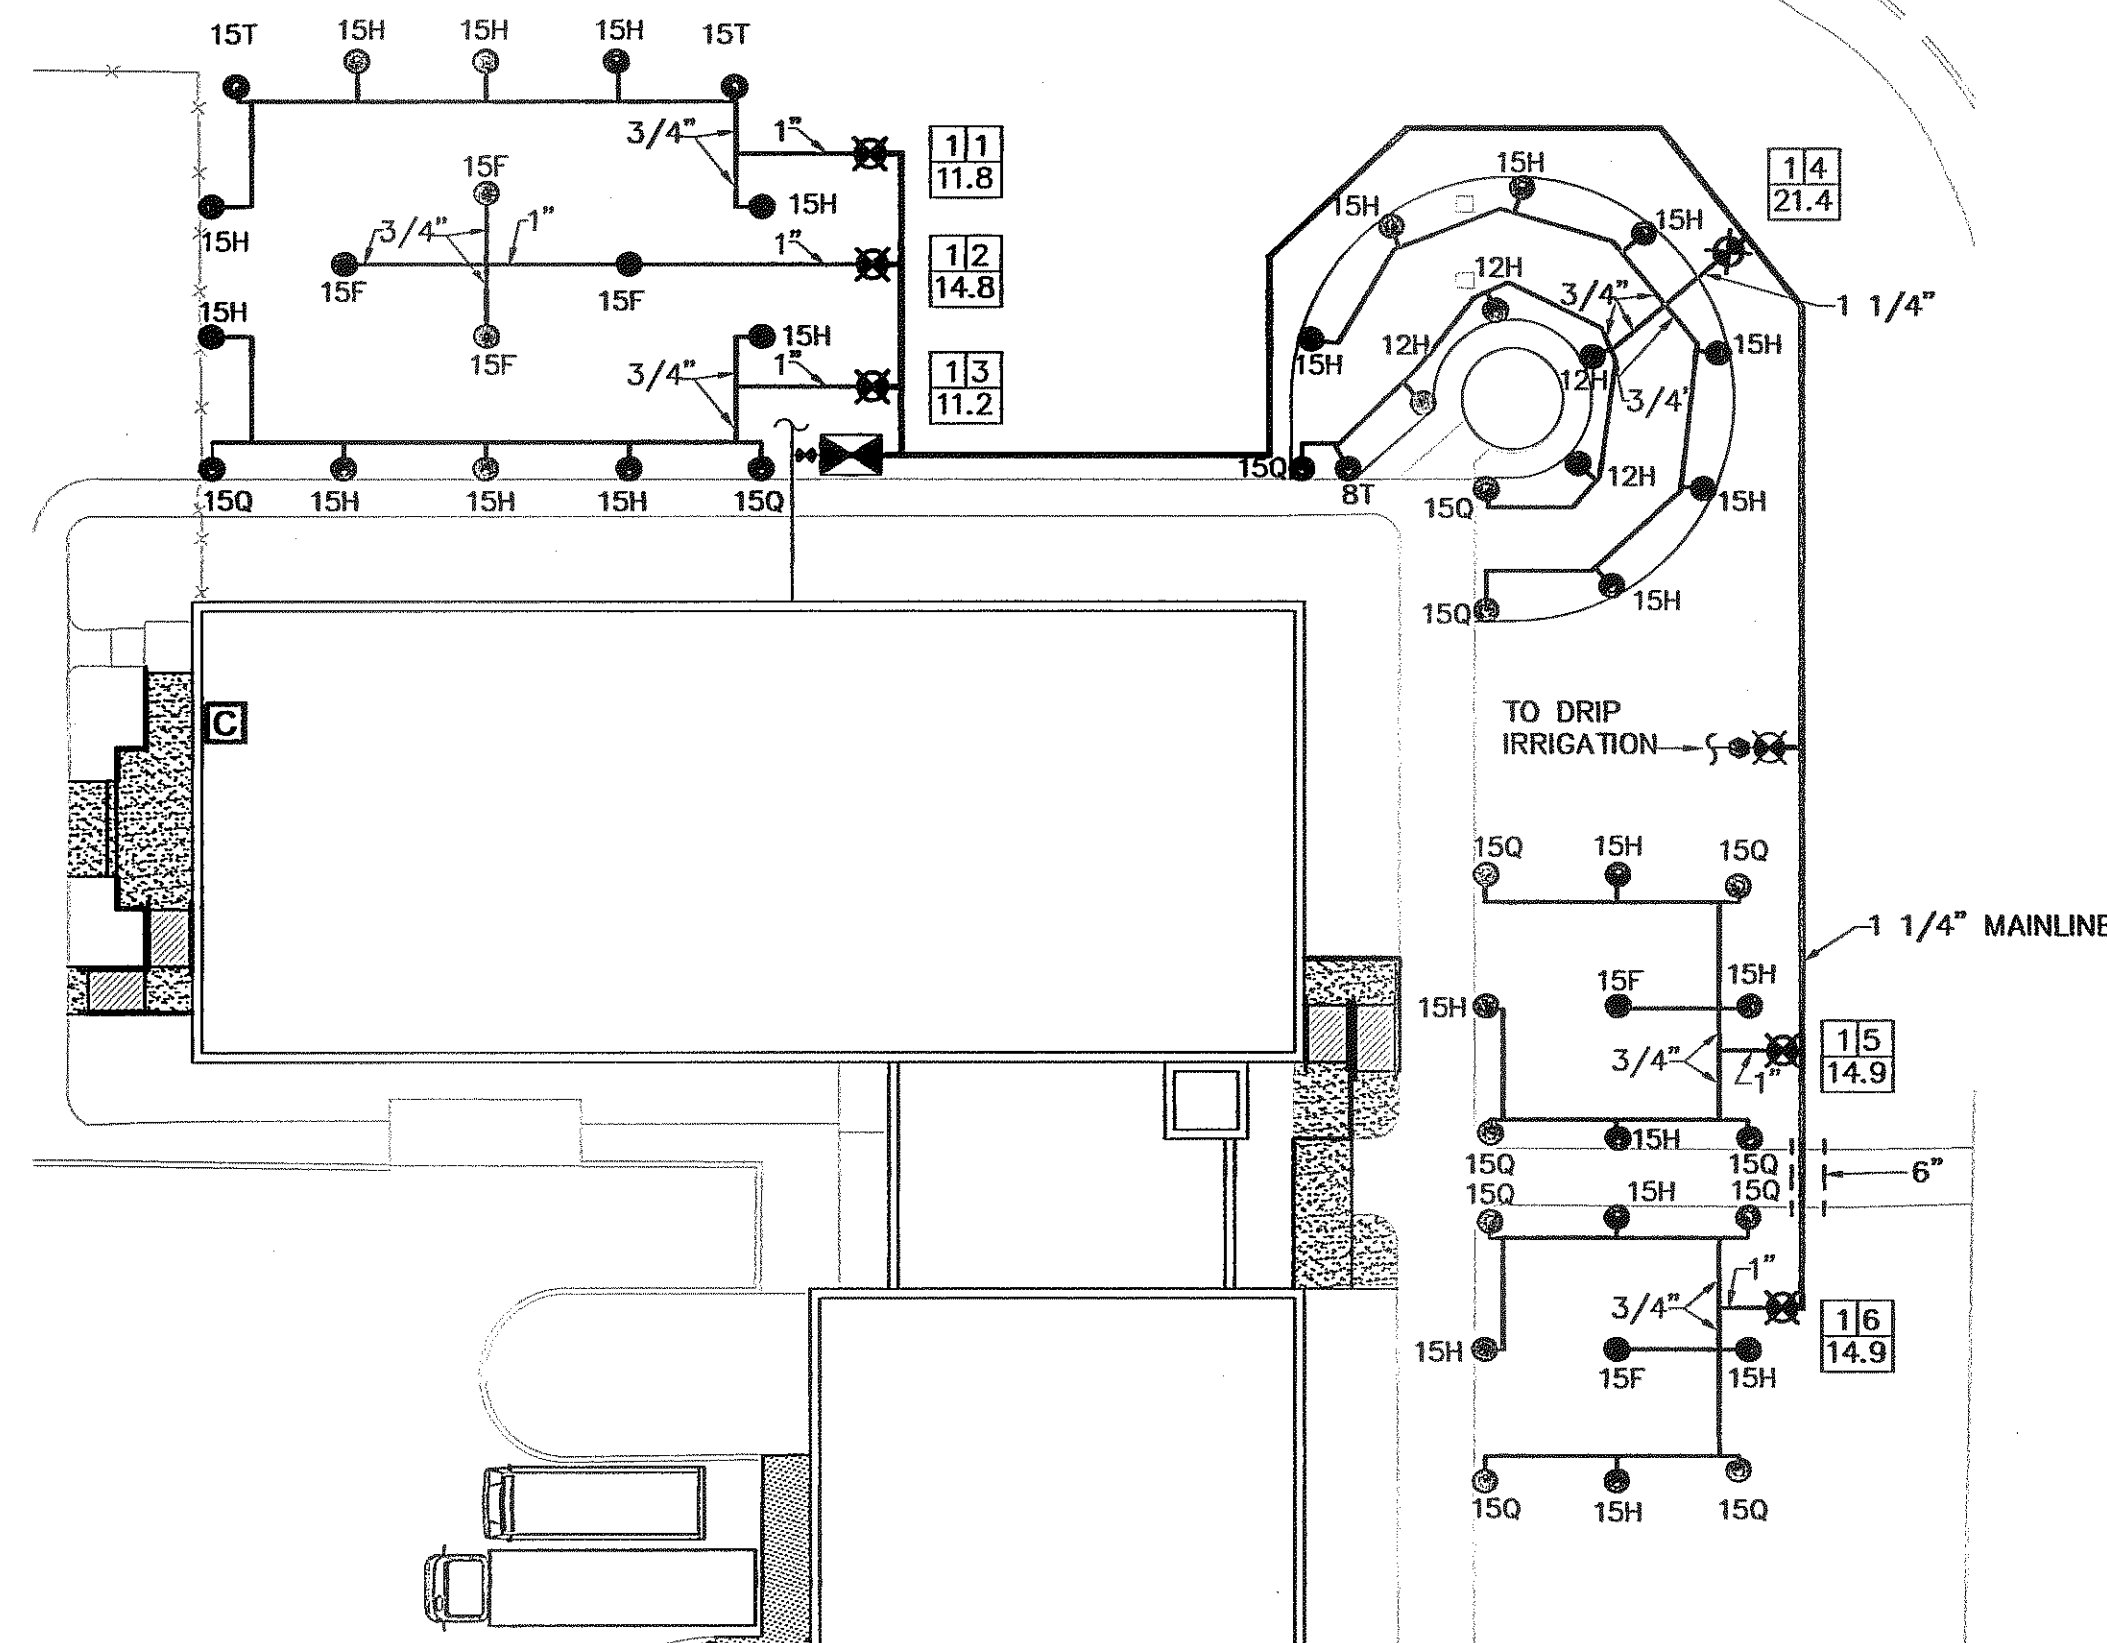 15T
15H
15H
15H
15T
3/4"
1"
1 1
11.8
15F
15H
15H
3/4"
1"
1"
1 2
14.8
15F
15F
15H
15F
15H
3/4"
1"
1 3
11.2
15Q
15H
15H
15H
15Q
15H
15H
15H
1 4
21.4
12H
3/4"
1 1/4"
12H
15H
15H
12H
3/4'
15Q
8T
12H
15Q
15H
15H
15Q
C
TO DRIP
IRRIGATION
15Q
15H
15Q
1 1/4" MAINLINE
15F
15H
15H
3/4"
1"
1 5
14.9
15H
15Q
15Q
6"
15Q
15H
15Q
1"
3/4"
1 6
14.9
15H
15F
15H
15Q
15H
15Q